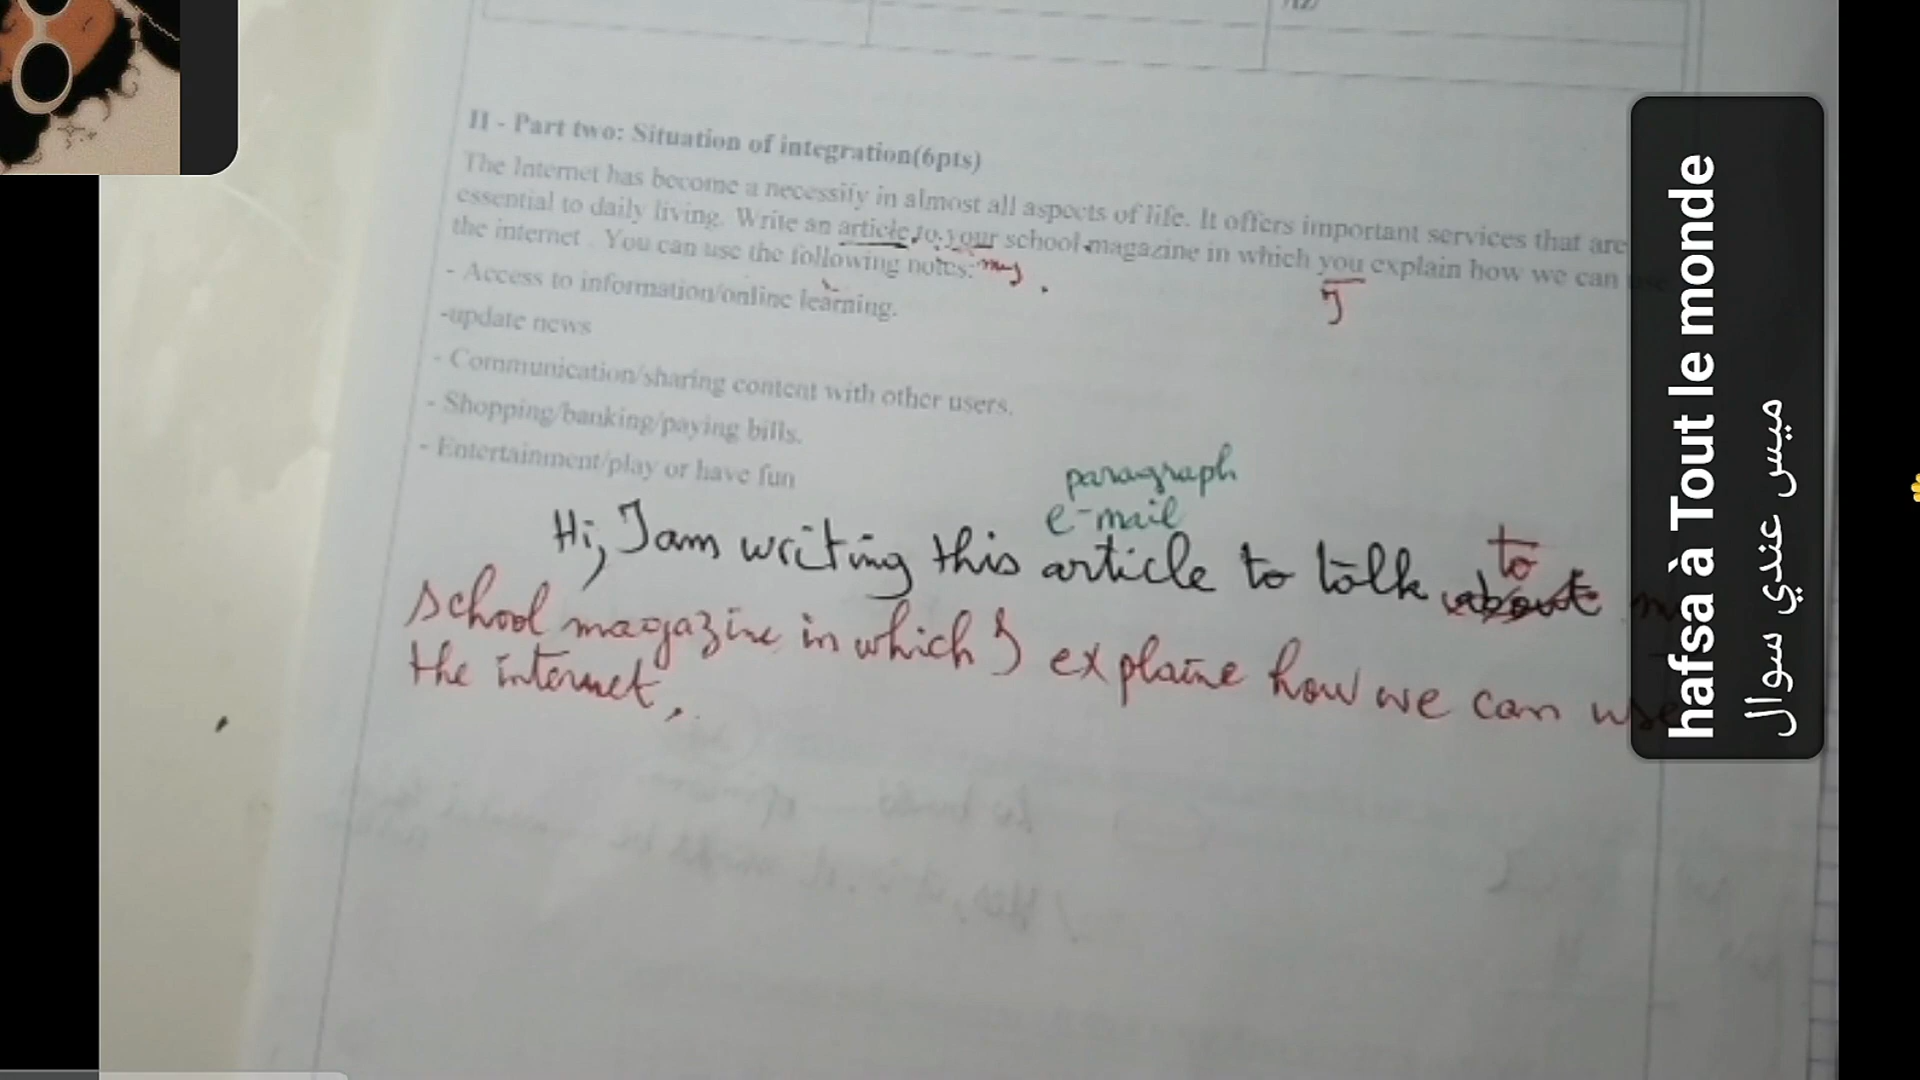 II - Part two: Situation of integration(6pts)
The Internet has become a necessity in almost all aspects of life. It offers important services that are
essential to daily living. Write an article to your school magazine in which you explain how we can
the internet . You can use the following notes: my
I
- Access to information/online learning.
-update news
- Communication/sharing content with other users.
- Shopping/banking/paying bills.
- Entertainment/play or have fun
paragraph
e-mail
Hi, I am writing this article to talk about to
school magazine in which I explaine how we can use
the internet,
hafsa à Tout le monde
ميس عندي سوال